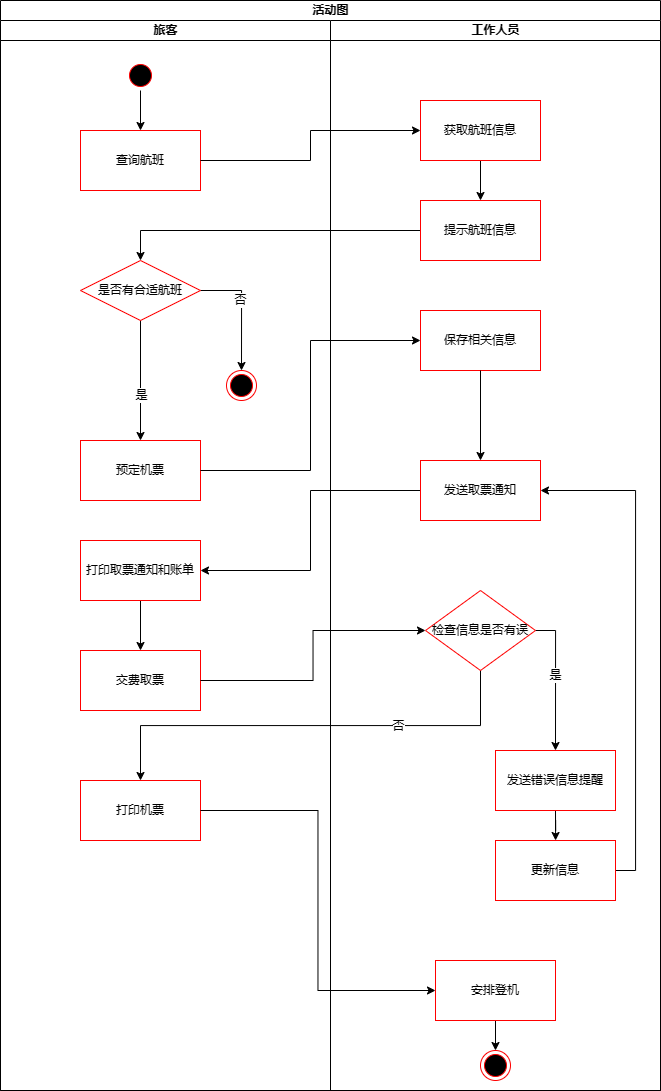 活动图
旅客
工作人员
获取航班信息
查询航班
提示航班信息
是否有合适航班
否
保存相关信息
是
预定机票
发送取票通知
打印取票通知和账单
检查信息是否有误
是
交费取票
否
发送错误信息提醒
打印机票
更新信息
安排登机